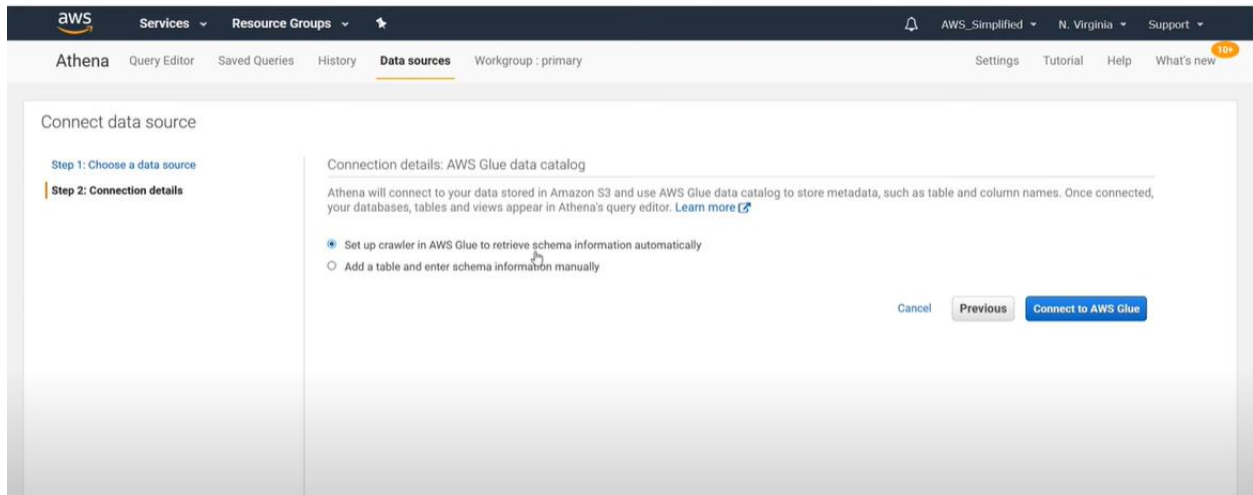 aws Services Resource Groups AWS_Simplified N. Virginia Support
Athena Query Editor Saved Queries History Data sources Workgroup : primary Settings Tutorial Help What's new 10+
Connect data source
Step 1: Choose a data source
Step 2: Connection details
Connection details: AWS Glue data catalog
Athena will connect to your data stored in Amazon S3 and use AWS Glue data catalog to store metadata, such as table and column names. Once connected,
your databases, tables and views appear in Athena's query editor. Learn more
Set up crawler in AWS Glue to retrieve schema information automatically
Add a table and enter schema information manually
Cancel Previous Connect to AWS Glue